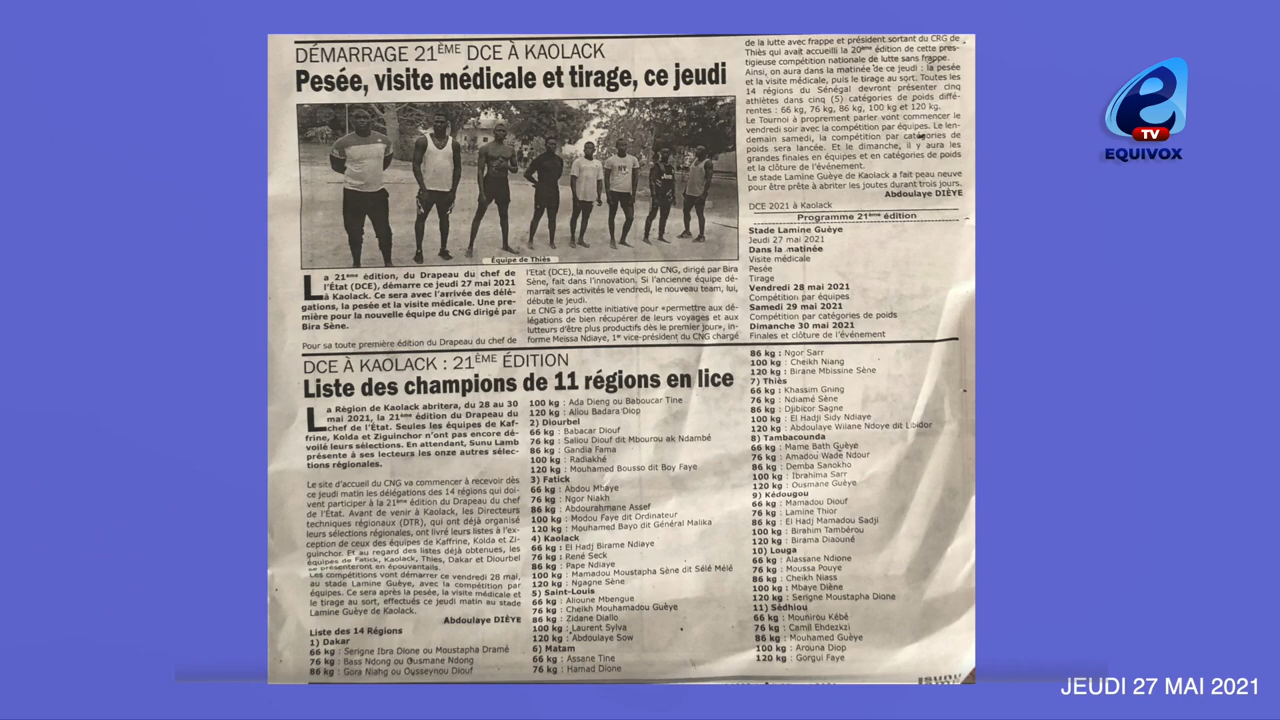 DÉMARRAGE 21ÈME DCE À KAOLACK
Pesée, visite médicale et tirage, ce jeudi
Équipe de Thiès
La 21ème édition, du Drapeau du chef de
l'État (DCE), démarre ce jeudi 27 mai 2021
à Kaolack. Ce sera avec l'arrivée des délé-
gations, la pesée et la visite médicale. Une pre-
mière pour la nouvelle équipe du CNG dirigé par
Bira Sène.
Pour sa toute première édition du Drapeau du chef de
l'Etat (DCE), la nouvelle équipe du CNG, dirigé par Bira
Sène, fait dans l'innovation. Si l'ancienne équipe dé-
marrait ses activités le vendredi, le nouveau team, lui,
débute le jeudi.
Le CNG a pris cette initiative pour «permettre aux dé-
légations de bien récupérer de leurs voyages et aux
lutteurs d'être plus productifs dès le premier jour», in-
forme Meissa Ndiaye, 1er vice-président du CNG chargé
de la lutte avec frappe et président sortant du CRG de
Thiès qui avait accueilli la 20ème édition de cette pres-
tigieuse compétition nationale de lutte sans frappe.
Ainsi, on aura dans la matinée de ce jeudi : la pesée
et la visite médicale, puis le tirage au sort. Toutes les
14 régions du Sénégal devront présenter cinq
athlètes dans cinq (5) catégories de poids diffé-
rentes : 66 kg, 76 kg, 86 kg, 100 kg et 120 kg.
Le Tournoi à proprement parler vont commencer le
vendredi soir avec la compétition par équipes. Le len-
demain samedi, la compétition par catégories de
poids sera lancée. Et le dimanche, il y aura les
grandes finales en équipes et en catégories de poids
et la clôture de l'événement.
Le stade Lamine Guèye de Kaolack a fait peau neuve
pour être prête à abriter les joutes durant trois jours.
Abdoulaye DIÈYE
DCE 2021 à Kaolack
Programme 21ème édition
Stade Lamine Guèye
Jeudi 27 mai 2021
Dans la matinée
Visite médicale
Pesée
Tirage
Vendredi 28 mai 2021
Compétition par équipes
Samedi 29 mai 2021
Compétition par catégories de poids
Dimanche 30 mai 2021
Finales et clôture de l'événement
DCE À KAOLACK : 21ÈME ÉDITION
Liste des champions de 11 régions en lice
La Région de Kaolack abritera, du 28 au 30
mai 2021, la 21ème édition du Drapeau du
chef de l'État. Seules les équipes de Kaf-
frine, Kolda et Ziguinchor n'ont pas encore dé-
voilé leurs sélections. En attendant, Sunu Lamb
présente à ses lecteurs les onze autres sélec-
tions régionales.
Le site d'accueil du CNG va commencer à recevoir dès
ce jeudi matin les délégations des 14 régions qui doi-
vent participer à la 21ème édition du Drapeau du chef
de l'État. Avant de venir à Kaolack, les Directeurs
techniques régionaux (DTR), qui ont déjà organisé
leurs sélections régionales, ont livré leurs listes à l'ex-
ception de ceux des équipes de Kaffrine, Kolda et Zi-
guinchor. Et au regard des listes déjà obtenues, les
équipes de Fatick, Kaolack, Thies, Dakar et Diourbel
se présenteront en épouvantails.
Les compétitions vont démarrer ce vendredi 28 mai,
au stade Lamine Guèye, avec la compétition par
équipes. Ce sera après la pesée, la visite médicale et
le tirage au sort, effectués ce jeudi matin au stade
Lamine Guèye de Kaolack.
Abdoulaye DIÈYE
Liste des 14 Régions
1) Dakar
66 kg : Serigne Ibra Dione ou Moustapha Dramé
76 kg : Bass Ndong ou Ousmane Ndong
86 kg : Gora Niahg ou Ousseynou Diouf
100 kg : Ada Dieng ou Baboucar Tine
120 kg : Aliou Badara Diop
2) Diourbel
66 kg : Babacar Diouf
76 kg : Saliou Diouf dit Mbourou ak Ndambé
86 kg : Gandia Fama
100 kg : Radiakhé
120 kg : Mouhamed Bousso dit Boy Faye
3) Fatick
66 kg : Abdou Mbaye
76 kg : Ngor Niakh
86 kg : Abdourahmane Assef
100 kg : Modou Faye dit Ordinateur
120 kg : Mouhamed Bayo dit Général Malika
4) Kaolack
66 kg : El Hadj Birame Ndiaye
76 kg : René Seck
86 kg : Pape Ndiaye
100 kg : Mamadou Moustapha Sène dit Sélé Mélé
120 kg : Ngagne Sène
5) Saint-Louis
66 kg : Alioune Mbengue
76 kg : Cheikh Mouhamadou Guèye
86 kg : Zidane Diallo
100 kg : Laurent Sylva
120 kg : Abdoulaye Sow
6) Matam
66 kg : Assane Tine
76 kg : Hamad Dione
86 kg : Ngor Sarr
100 kg : Cheikh Niang
120 kg : Birane Mbissine Sène
7) Thiès
66 kg : Khassim Gning
76 kg : Ndiamé Sène
86 kg : Djibicor Sagne
100 kg : El Hadji Sidy Ndiaye
120 kg : Abdoulaye Wilane Ndoye dit Libidor
8) Tambacounda
66 kg : Mame Bath Guèye
76 kg : Amadou Wade Ndour
86 kg : Demba Sanokho
100 kg : Ibrahima Sarr
120 kg : Ousmane Guèye
9) Kédougou
66 kg : Mamadou Diouf
76 kg : Lamine Thior
86 kg : El Hadj Mamadou Sadji
100 kg : Birahim Tambérou
120 kg : Birama Diaouné
10) Louga
66 kg : Alassane Ndione
76 kg : Moussa Pouye
86 kg : Cheikh Niass
100 kg : Mbaye Diène
120 kg : Serigne Moustapha Dione
11) Sédhiou
66 kg : Mounirou Kébé
76 kg : Camil Ehdezkzi
86 kg : Mouhamed Guèye
100 kg : Arouna Diop
120 kg : Gorgui Faye
e TV
EQUIVOX
JEUDI 27 MAI 2021